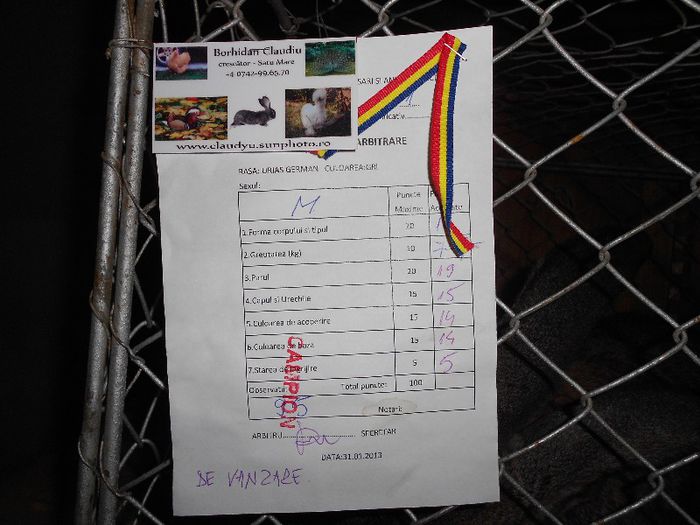 Borhidan Claudiu
crescător - Satu Mare
+4 0742-99.65.70
www.claudyu.sunphoto.ro
ARBITRARE
RASA: URIAS GERMAN CULOAREA:GRI
Sexul:
M Puncte
Maxime
1.Forma corpului si tipul 20
2.Greutatea (kg) 10
3.Parul 20 19
4.Capul si Urechile 15 15
5.Culoarea de acoperire 15 14
6.Culoarea de baza 15 14
7.Starea de ingrijire 5 5
Observatii: Total puncte: 100
CAMPION
Notari:
ARBITRU SECRETAR
DATA:31.01.2013
DE VANZARE.